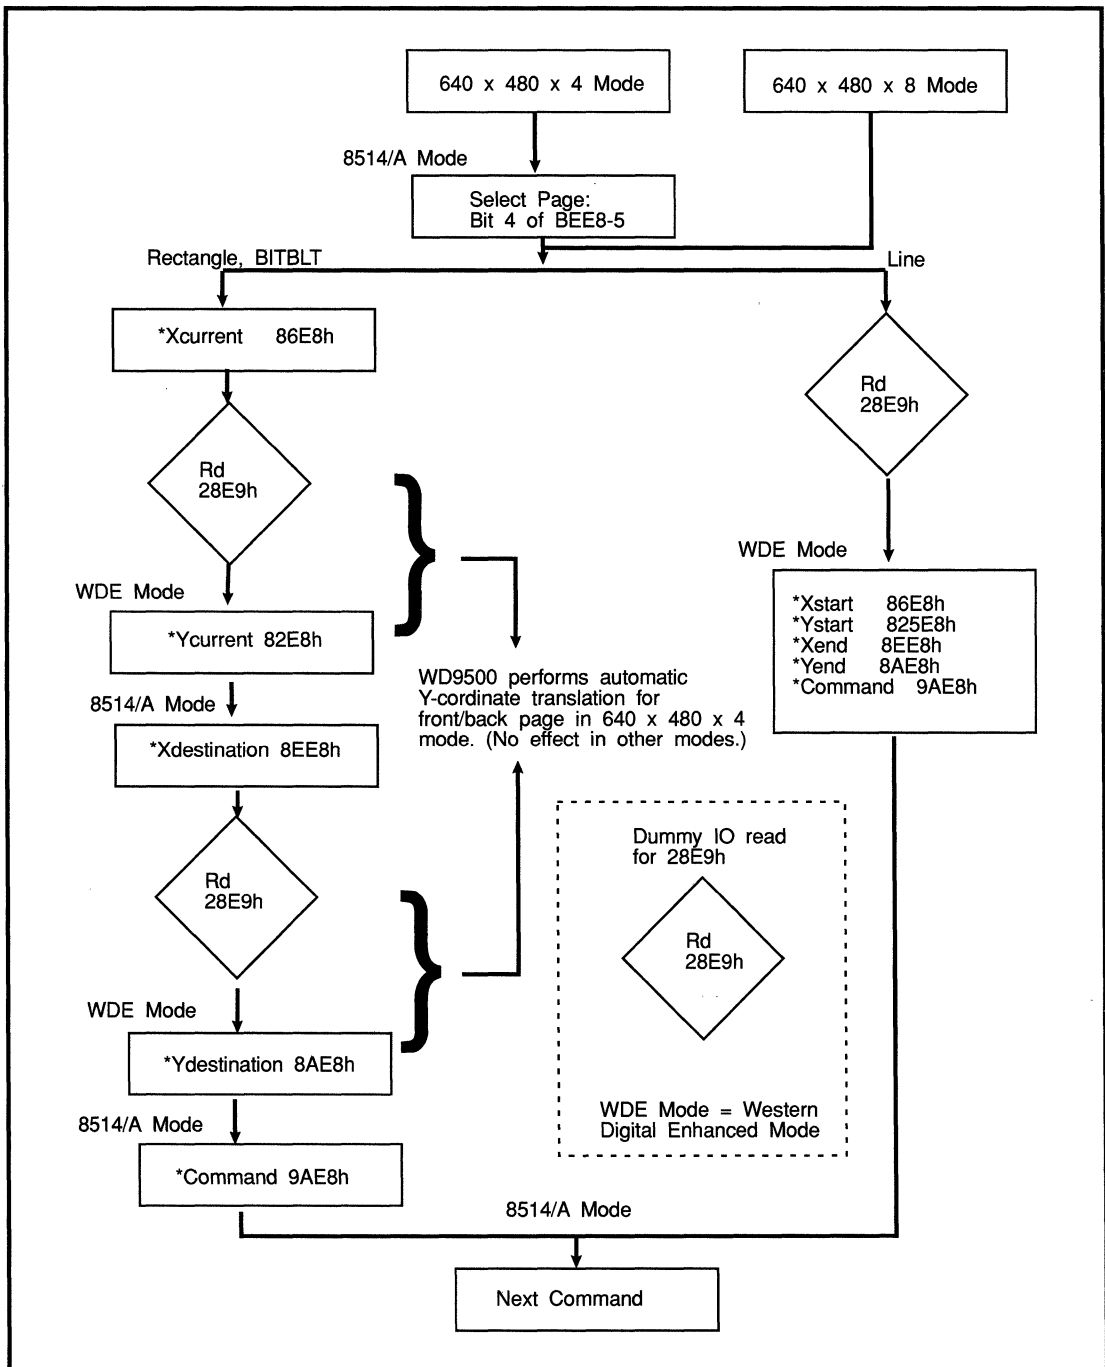 640 x 480 x 4 Mode
640 x 480 x 8 Mode
8514/A Mode
Select Page:
Bit 4 of BEE8-5
Rectangle, BITBLT
Line
*Xcurrent 86E8h
Rd
28E9h
WDE Mode
*Ycurrent 82E8h
8514/A Mode
*Xdestination 8EE8h
Rd
28E9h
WDE Mode
*Ydestination 8AE8h
8514/A Mode
*Command 9AE8h
WD9500 performs automatic
Y-cordinate translation for
front/back page in 640 x 480 x 4
mode. (No effect in other modes.)
Rd
28E9h
WDE Mode
*Xstart 86E8h
*Ystart 825E8h
*Xend 8EE8h
*Yend 8AE8h
*Command 9AE8h
Dummy IO read
for 28E9h
Rd
28E9h
WDE Mode = Western
Digital Enhanced Mode
8514/A Mode
Next Command